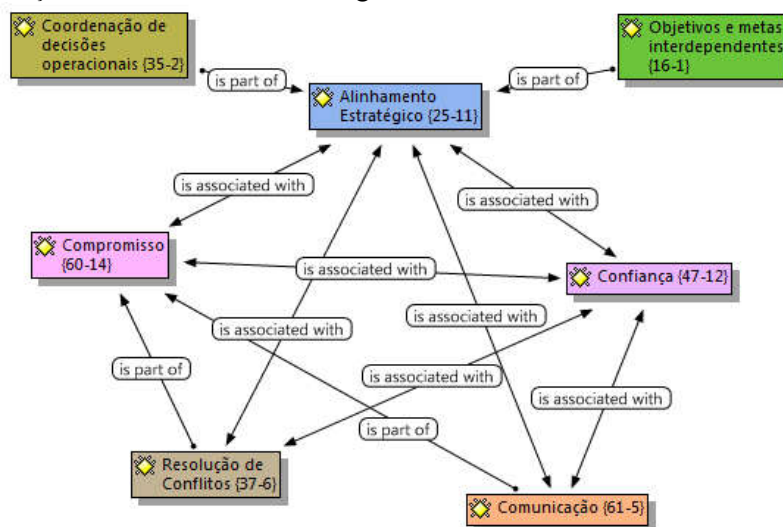 Coordenação de
decisões
operacionais {35-2}
Objetivos e metas
interdependentes
{16-1}
is part of
is part of
Alinhamento
Estratégico {25-11}
is associated with
is associated with
Compromisso
{60-14}
is associated with
Confiança {47-12}
is associated with
is associated with
is part of
is associated with
is associated with
is part of
Resolução de
Conflitos {37-6}
Comunicação {61-5}